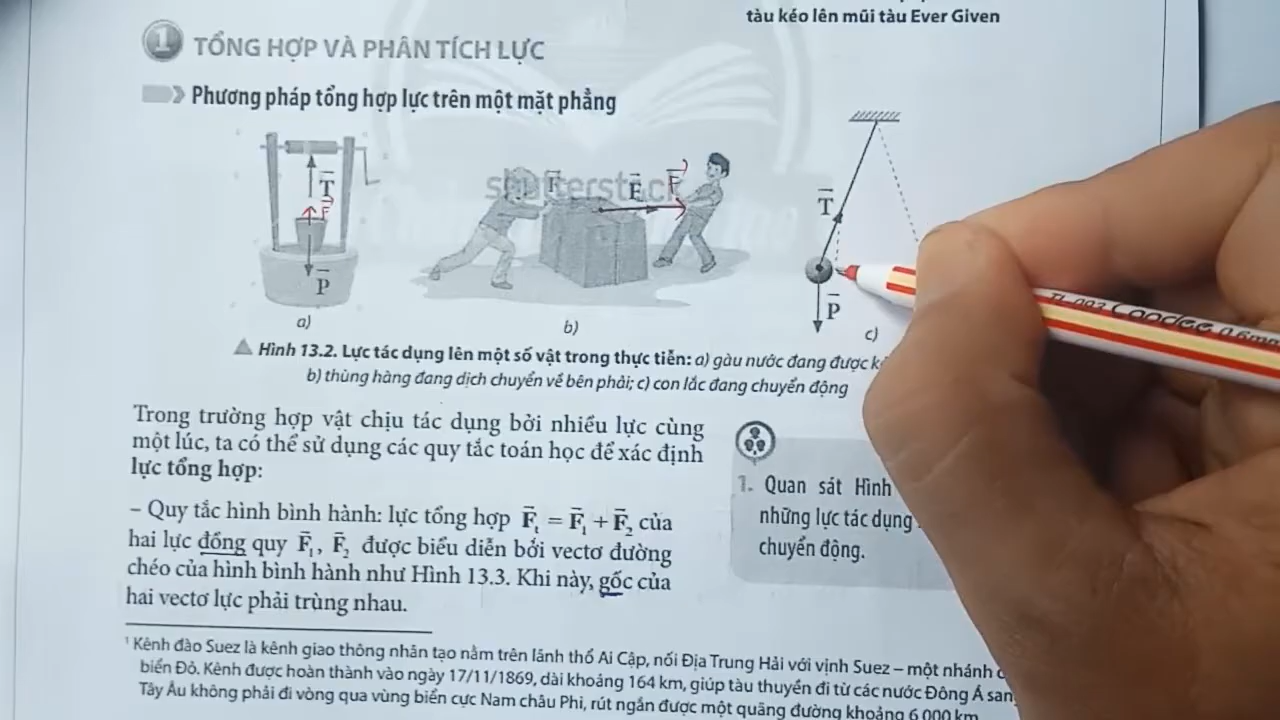 tàu kéo lên mũi tàu Ever Given
1 TỔNG HỢP VÀ PHÂN TÍCH LỰC
Phương pháp tổng hợp lực trên một mặt phẳng
T
F
P
a)
shutterstock
F
F
b)
T
P
c)
Hình 13.2. Lực tác dụng lên một số vật trong thực tiễn: a) gàu nước đang được
b) thùng hàng đang dịch chuyển về bên phải; c) con lắc đang chuyển động
Trong trường hợp vật chịu tác dụng bởi nhiều lực cùng
một lúc, ta có thể sử dụng các quy tắc toán học để xác định
lực tổng hợp:
– Quy tắc hình bình hành: lực tổng hợp F⃗t = F⃗1 + F⃗2 của
hai lực đồng quy F⃗1, F⃗2 được biểu diễn bởi vectơ đường
chéo của hình bình hành như Hình 13.3. Khi này, gốc của
hai vectơ lực phải trùng nhau.
1. Quan sát Hình
những lực tác dụng
chuyển động.
1 Kênh đào Suez là kênh giao thông nhân tạo nằm trên lãnh thổ Ai Cập, nối Địa Trung Hải với vịnh Suez – một nhánh
biển Đỏ. Kênh được hoàn thành vào ngày 17/11/1869, dài khoảng 164 km, giúp tàu thuyền đi từ các nước Đông Á
Tây Âu không phải đi vòng qua vùng biển cực Nam châu Phi, rút ngắn được một quãng đường khoảng 6 000 km
Candee 0.6